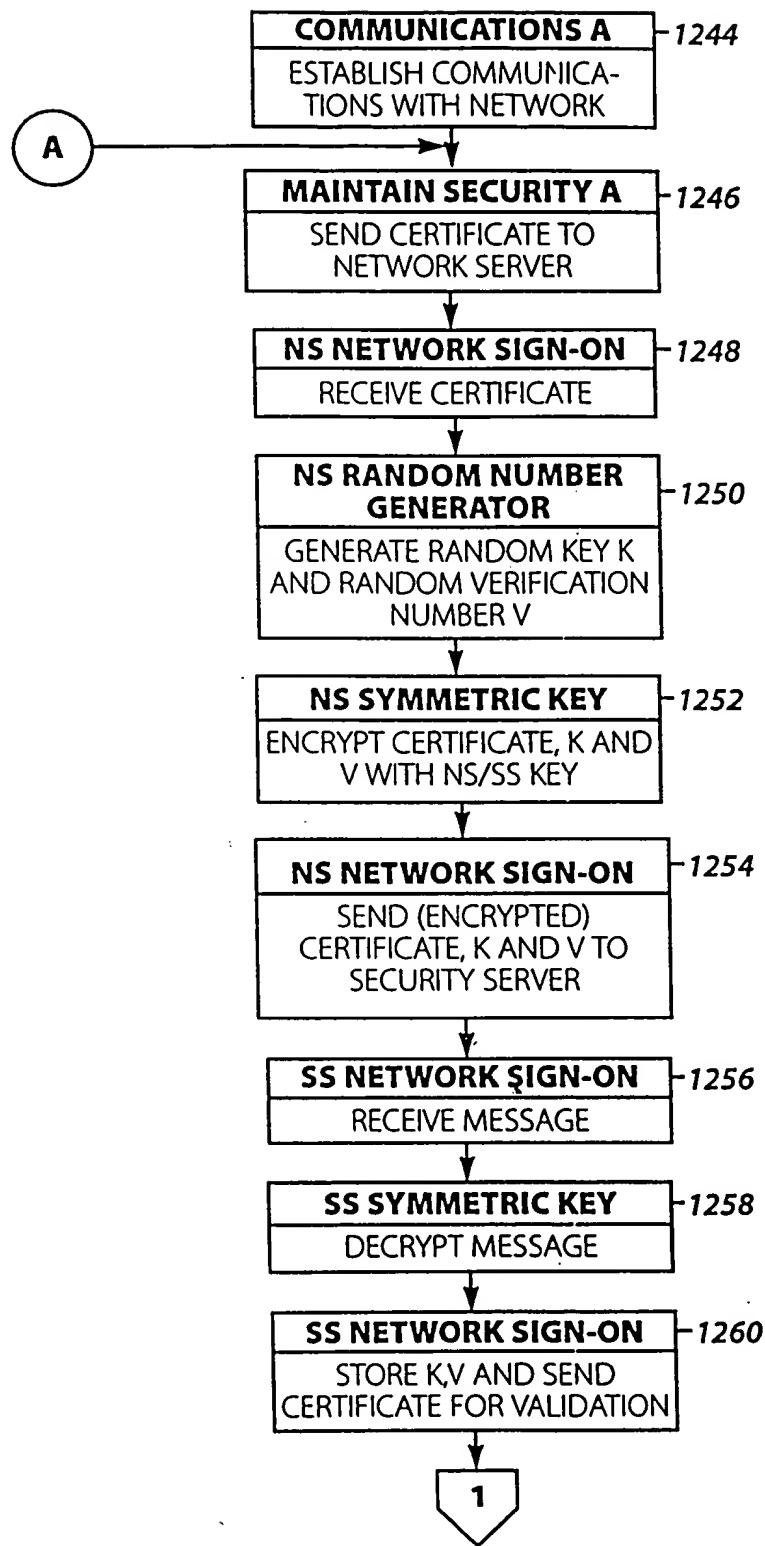 COMMUNICATIONS A
1244
ESTABLISH COMMUNICA-
TIONS WITH NETWORK
A
MAINTAIN SECURITY A
1246
SEND CERTIFICATE TO
NETWORK SERVER
NS NETWORK SIGN-ON
1248
RECEIVE CERTIFICATE
NS RANDOM NUMBER
GENERATOR
1250
GENERATE RANDOM KEY K
AND RANDOM VERIFICATION
NUMBER V
NS SYMMETRIC KEY
1252
ENCRYPT CERTIFICATE, K AND
V WITH NS/SS KEY
NS NETWORK SIGN-ON
1254
SEND (ENCRYPTED)
CERTIFICATE, K AND V TO
SECURITY SERVER
SS NETWORK SIGN-ON
1256
RECEIVE MESSAGE
SS SYMMETRIC KEY
1258
DECRYPT MESSAGE
SS NETWORK SIGN-ON
1260
STORE K,V AND SEND
CERTIFICATE FOR VALIDATION
1